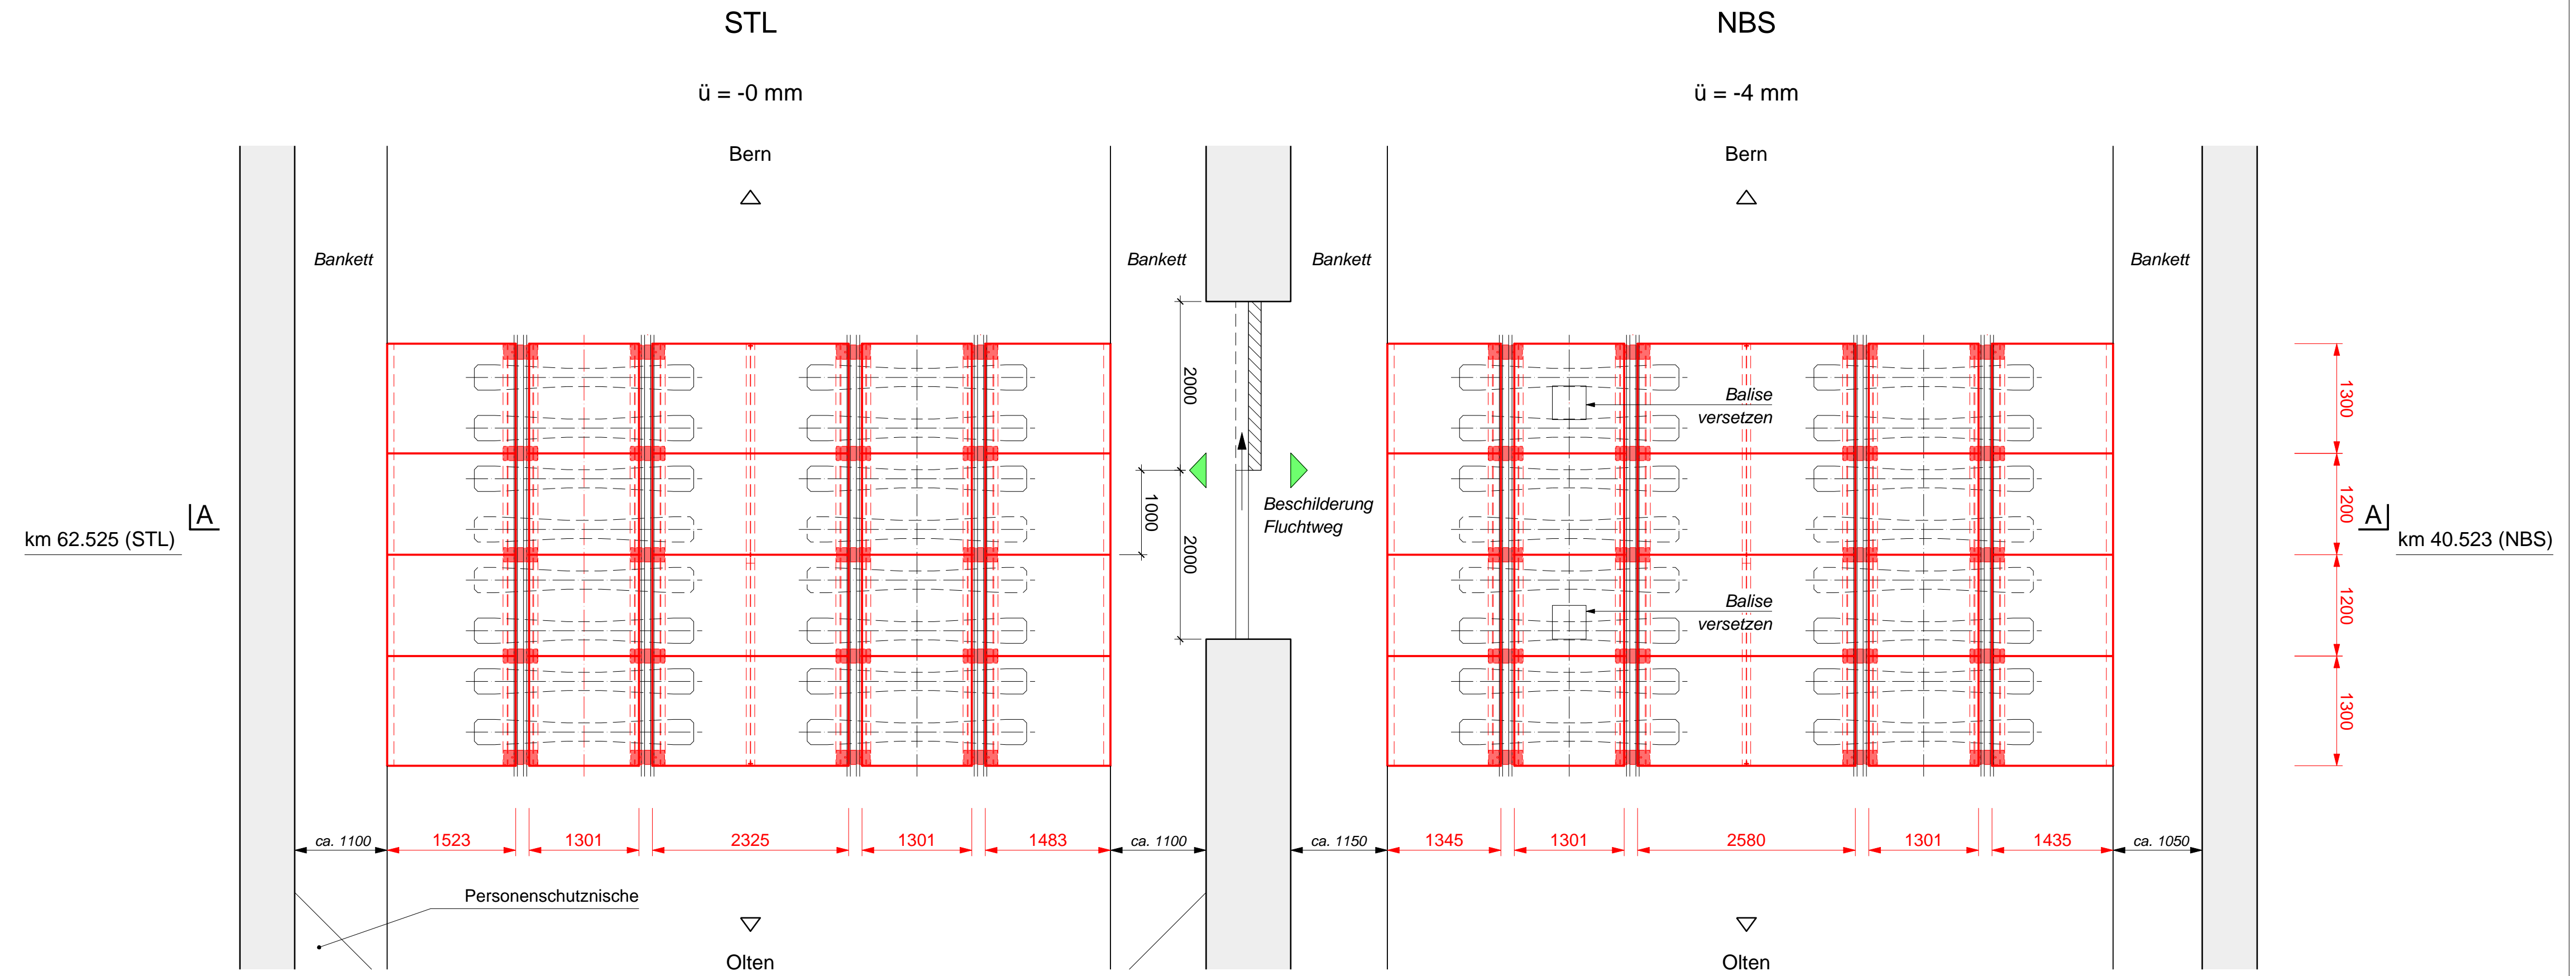 STL
NBS
ü = -0 mm
ü = -4 mm
Bern
Bern
Bankett
Bankett
Bankett
Bankett
2000
Balise
versetzen
1300
Beschilderung
Fluchtweg
1000
1200
A
A
km 62.525 (STL)
km 40.523 (NBS)
2000
Balise
versetzen
1200
1300
ca. 1100
1523
1301
2325
1301
1483
ca. 1100
ca. 1150
1345
1301
2580
1301
1435
ca. 1050
Personenschutznische
Olten
Olten